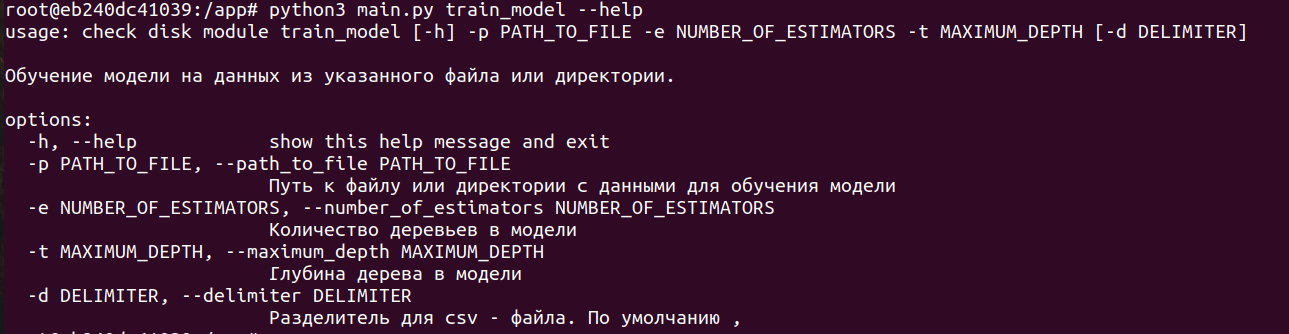 root@eb240dc41039:/app# python3 main.py train_model --help
usage: check disk module train_model [-h] -p PATH_TO_FILE -e NUMBER_OF_ESTIMATORS -t MAXIMUM_DEPTH [-d DELIMITER]
Обучение модели на данных из указанного файла или директории.
options:
-h, --help show this help message and exit
-p PATH_TO_FILE, --path_to_file PATH_TO_FILE
Путь к файлу или директории с данными для обучения модели
-e NUMBER_OF_ESTIMATORS, --number_of_estimators NUMBER_OF_ESTIMATORS
Количество деревьев в модели
-t MAXIMUM_DEPTH, --maximum_depth MAXIMUM_DEPTH
Глубина дерева в модели
-d DELIMITER, --delimiter DELIMITER
Разделитель для csv - файла. По умолчанию ,